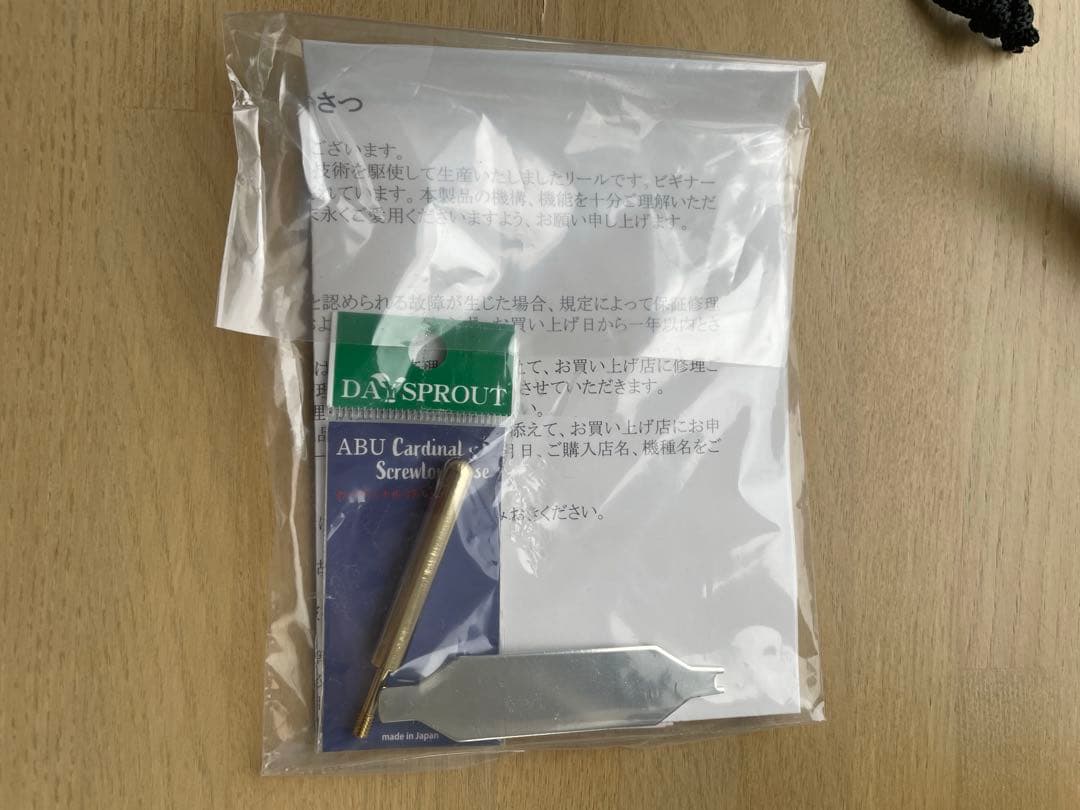 さつ
ございます。
技術を駆使して生産いたしましたリールです。ビギナー
れています。本製品の機構、機能を十分ご理解いただ
永くご愛用くださいますよう、お願い申し上げます。
と認められる故障が生じた場合、規定によって保証修理
お買い上げ日から一年以内とさ
えて、お買い上げ店に修理ご
DAYSPROUT
させていただきます。
い。
添えて、お買い上げ店にお申
ABU Cardinal
月日、ご購入店名、機種名をご
ください。
made in Japan